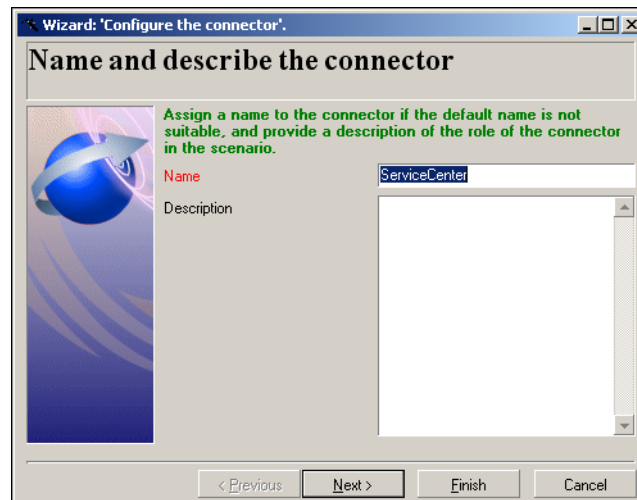 Wizard: 'Configure the connector'.
Name and describe the connector
Assign a name to the connector if the default name is not
suitable, and provide a description of the role of the connector
in the scenario.
Name
ServiceCenter
Description
< Previous
Next >
Finish
Cancel